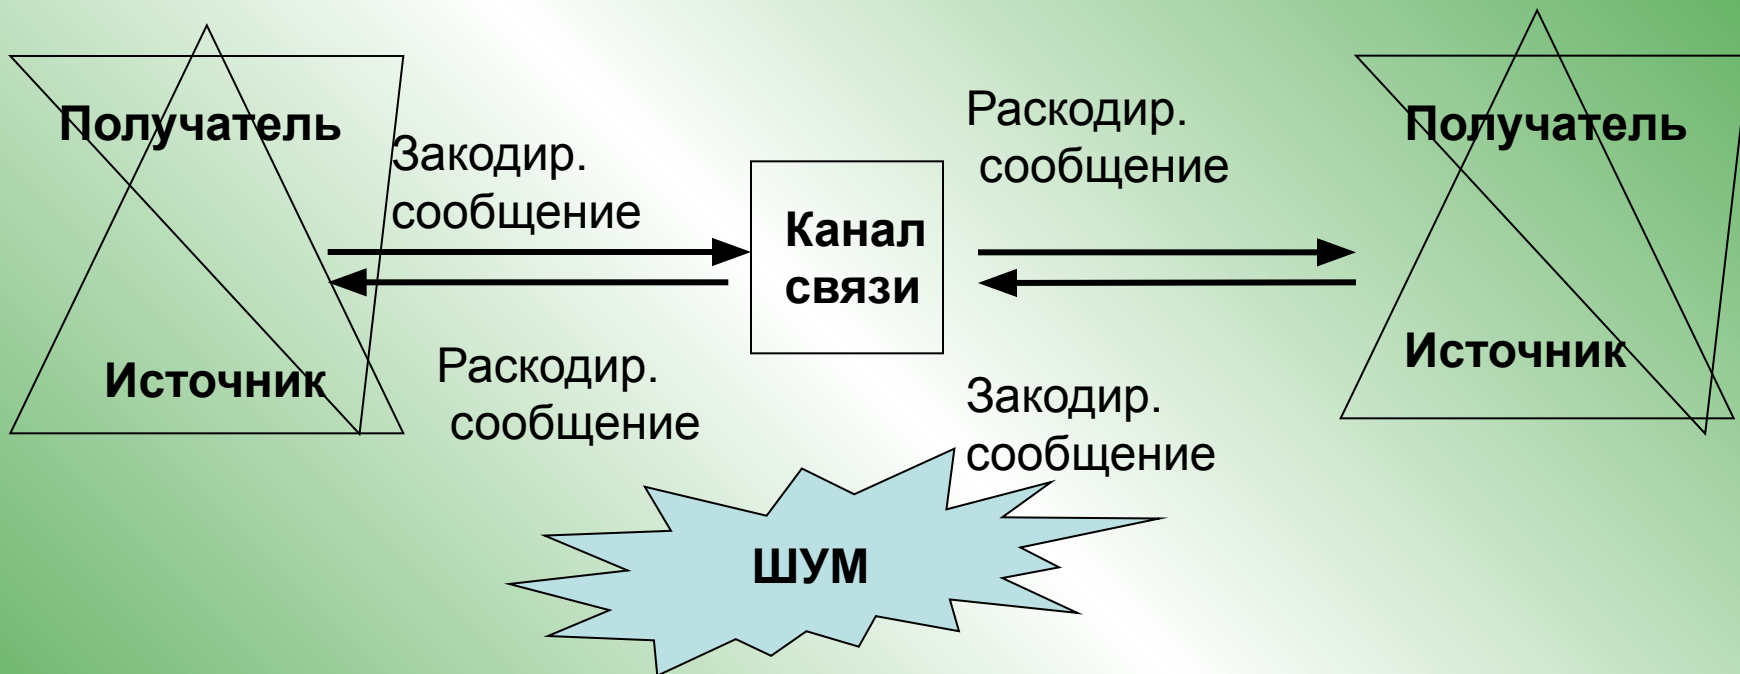 Получатель
Закодир.
сообщение
Раскодир.
сообщение
Канал
связи
Получатель
Источник
Раскодир.
сообщение
Закодир.
сообщение
Источник
ШУМ